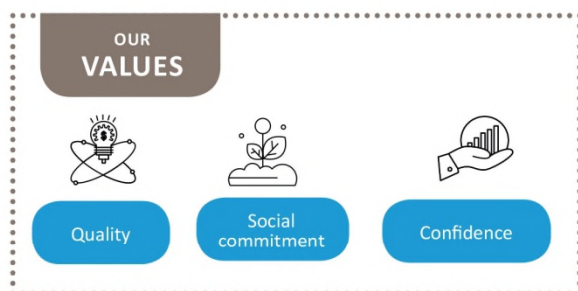 OUR
VALUES
Quality
Social
commitment
Confidence